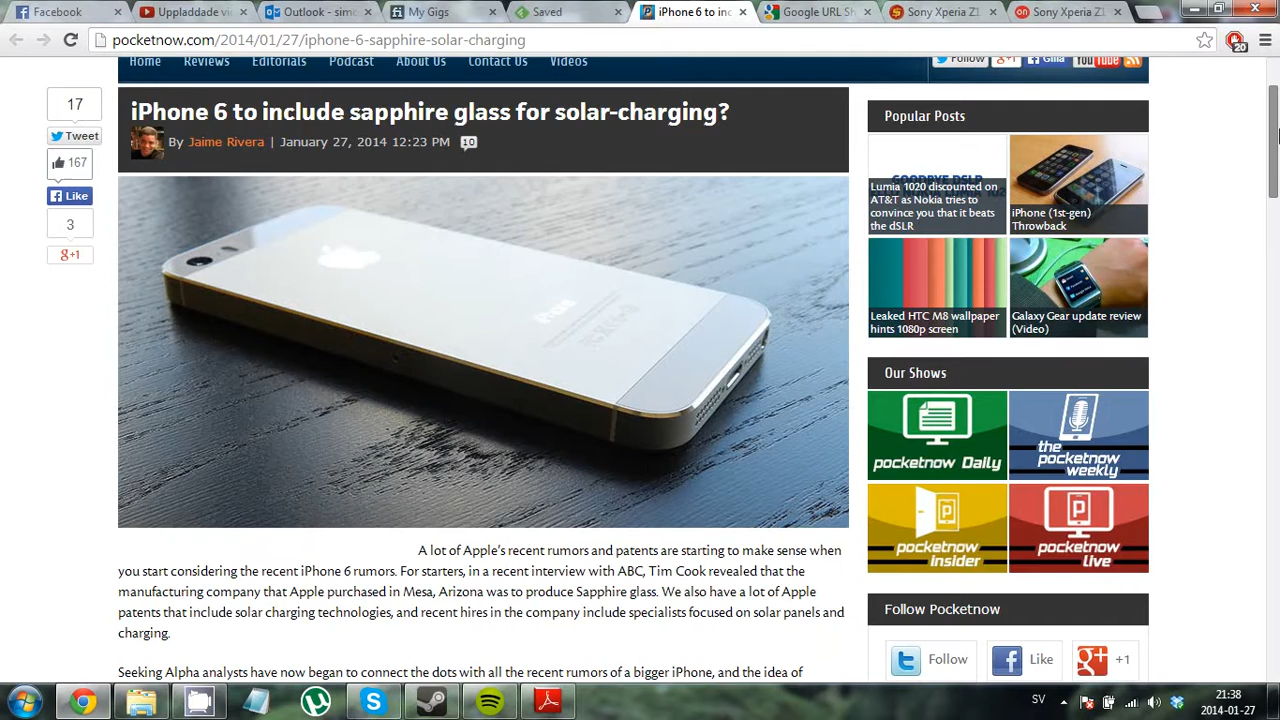 Facebook
Uppladdade vi
Outlook - simo
My Gigs
Saved
iPhone 6 to inc
Google URL Sh
Sony Xperia Z1
Sony Xperia Z1
pocketnow.com/2014/01/27/iphone-6-sapphire-solar-charging
20
Home Reviews Editorials Podcast About Us Contact Us Videos
Follow +1 Gilla YouTube
17
Tweet
167
Like
3
g+1
iPhone 6 to include sapphire glass for solar-charging?
By Jaime Rivera | January 27, 2014 12:23 PM 10
A lot of Apple's recent rumors and patents are starting to make sense when
you start considering the recent iPhone 6 rumors. For starters, in a recent interview with ABC, Tim Cook revealed that the
manufacturing company that Apple purchased in Mesa, Arizona was to produce Sapphire glass. We also have a lot of Apple
patents that include solar charging technologies, and recent hires in the company include specialists focused on solar panels and
charging.
Seeking Alpha analysts have now began to connect the dots with all the recent rumors of a bigger iPhone, and the idea of
Popular Posts
GOODBYE DSLR
Lumia 1020 discounted on
AT&T as Nokia tries to
convince you that it beats
the dSLR
iPhone (1st-gen)
Throwback
Leaked HTC M8 wallpaper
hints 1080p screen
Galaxy Gear update review
(Video)
Our Shows
pocketnow Daily
the
pocketnow
weekly
pocketnow
insider
pocketnow
live
Follow Pocketnow
Follow
Like
g+ +1
SV
21:38
2014-01-27